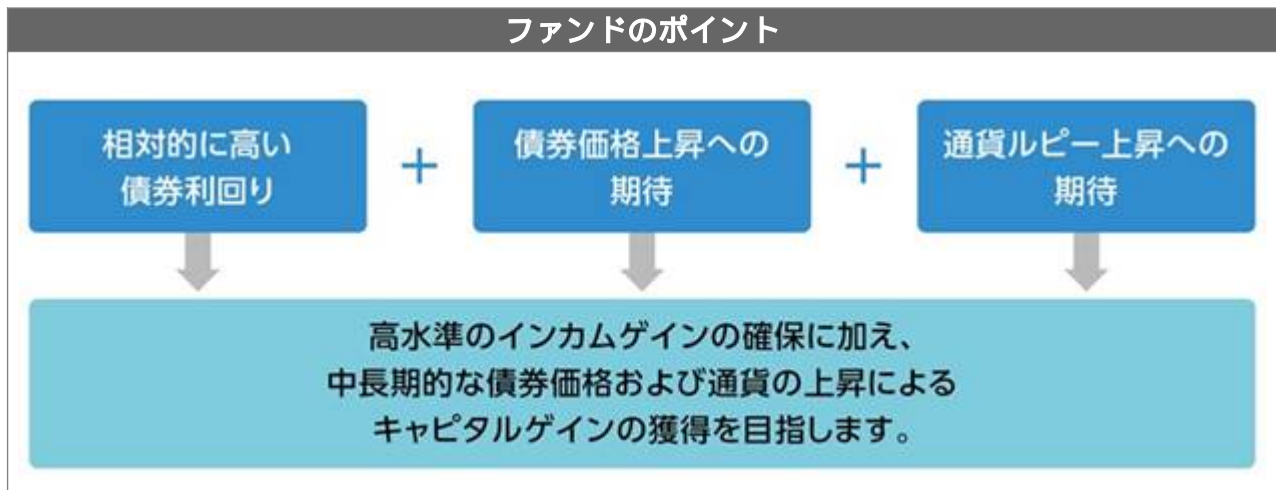 ファンドのポイント
相対的に高い
債券利回り
+
債券価格上昇への
期待
+
通貨ルピー上昇への
期待
高水準のインカムゲインの確保に加え、
中長期的な債券価格および通貨の上昇による
キャピタルゲインの獲得を目指します。